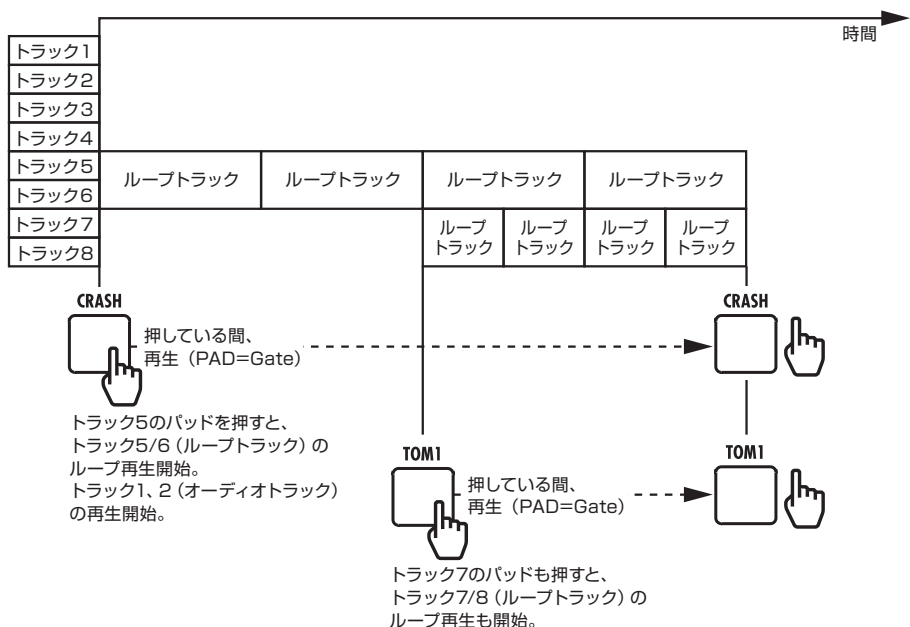 時間
トラック1
トラック2
トラック3
トラック4
トラック5
トラック6
トラック7
トラック8
ループトラック
ループトラック
ループトラック
ループトラック
ループ
トラック
ループ
トラック
ループ
トラック
ループ
トラック
CRASH
押している間、
再生（PAD=Gate）
CRASH
トラック5のパッドを押すと、
トラック5/6（ループトラック）の
ループ再生開始。
トラック1、2（オーディオトラック）
の再生開始。
TOM1
押している間、
再生（PAD=Gate）
TOM1
トラック7のパッドも押すと、
トラック7/8（ループトラック）の
ループ再生も開始。